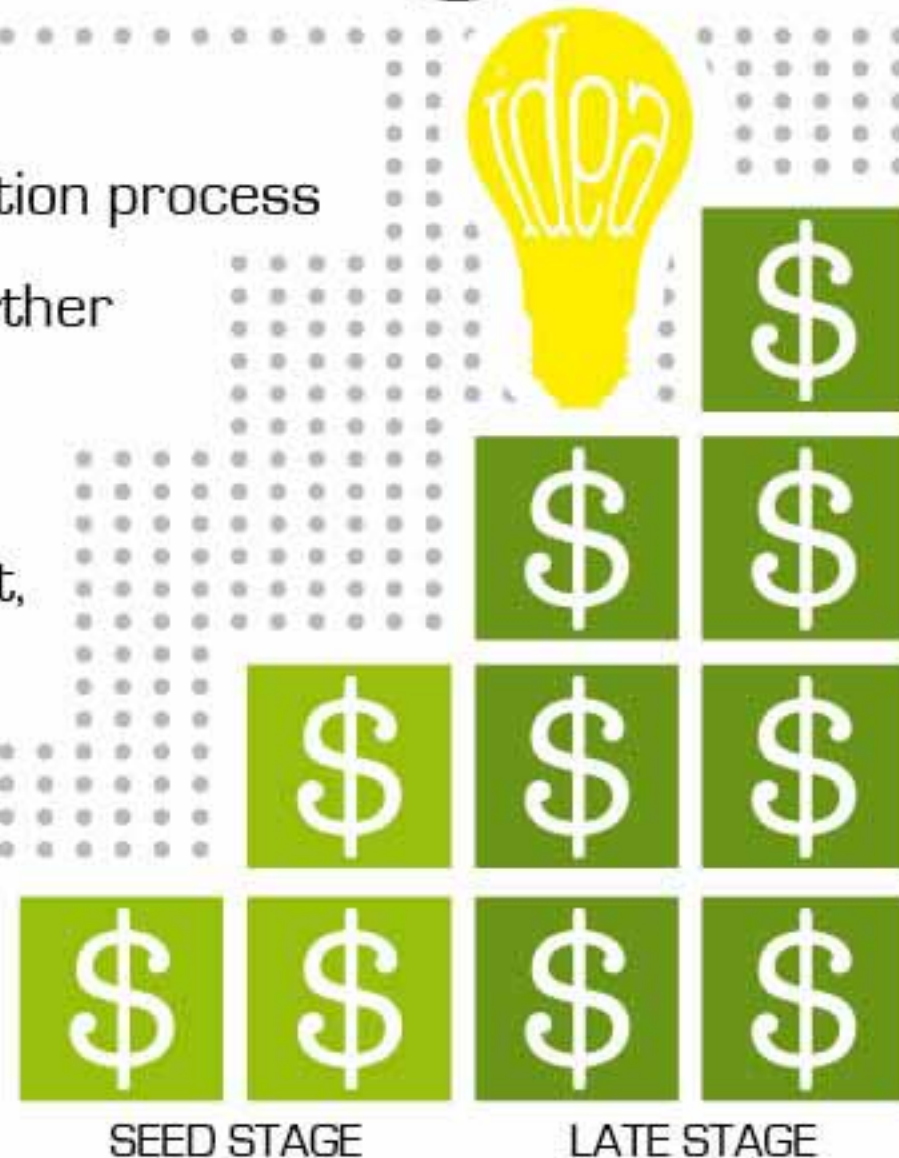 idea
tion process
ther
t,
$
$ $
$ $ $
$ $ $ $
SEED STAGE LATE STAGE